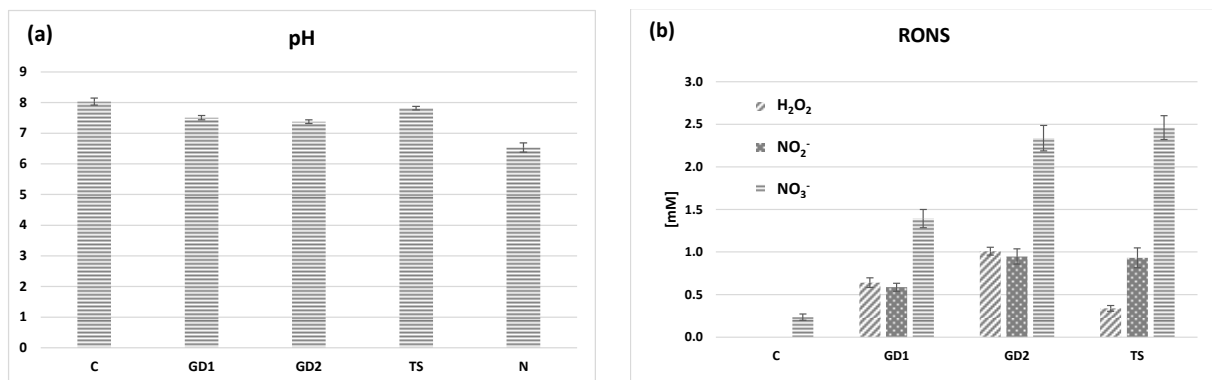 (a)
pH
9
8
7
6
5
4
3
2
1
0
C GD1 GD2 TS N
(b)
RONS
3.0
2.5
2.0
1.5
1.0
0.5
0.0
[mM]
H₂O₂
NO₂⁻
NO₃⁻
C GD1 GD2 TS